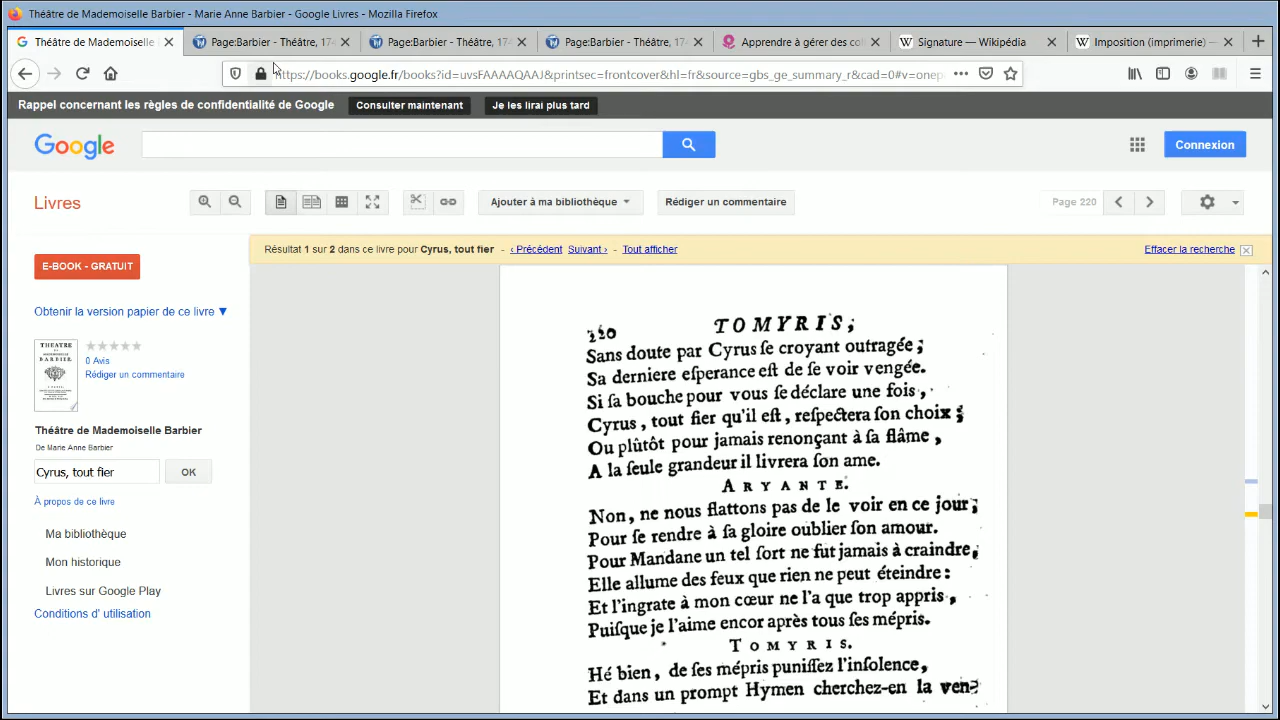 Théâtre de Mademoiselle Barbier - Marie Anne Barbier - Google Livres - Mozilla Firefox
Théâtre de Mademoiselle
Page:Barbier - Théâtre, 174
Page:Barbier - Théâtre, 174
Page:Barbier - Théâtre, 174
Apprendre à gérer des col
Signature — Wikipédia
Imposition (imprimerie)
https://books.google.fr/books?id=uvsFAAAAQAAJ&printsec=frontcover&hl=fr&source=gbs_ge_summary_r&cad=0#v=onep
Rappel concernant les règles de confidentialité de Google
Consulter maintenant
Je les lirai plus tard
Google
Connexion
Livres
Ajouter à ma bibliothèque
Rédiger un commentaire
Page 220
Résultat 1 sur 2 dans ce livre pour Cyrus, tout fier - ‹ Précédent Suivant › - Tout afficher
Effacer la recherche
E-BOOK - GRATUIT
Obtenir la version papier de ce livre ▼
THEATRE
BARBIER
0 Avis
Rédiger un commentaire
Théâtre de Mademoiselle Barbier
De Marie Anne Barbier
Cyrus, tout fier
OK
À propos de ce livre
Ma bibliothèque
Mon historique
Livres sur Google Play
Conditions d' utilisation
220 TOMYRIS;
Sans doute par Cyrus ſe croyant outragée;
Sa derniere eſperance eſt de ſe voir vengée.
Si ſa bouche pour vous ſe déclare une fois,
Cyrus, tout fier qu'il eſt, reſpectera ſon choix;
Ou plûtôt pour jamais renonçant à ſa flâme,
A la ſeule grandeur il livrera ſon ame.
ARYANTE.
Non, ne nous flattons pas de le voir en ce jour;
Pour ſe rendre à ſa gloire oublier ſon amour.
Pour Mandane un tel ſort ne fut jamais à craindre,
Elle allume des feux que rien ne peut éteindre:
Et l'ingrate à mon cœur ne l'a que trop appris,
Puiſque je l'aime encor après tous ſes mépris.
TOMYRIS.
Hé bien, de ſes mépris puniſſez l'inſolence,
Et dans un prompt Hymen cherchez-en la ven?